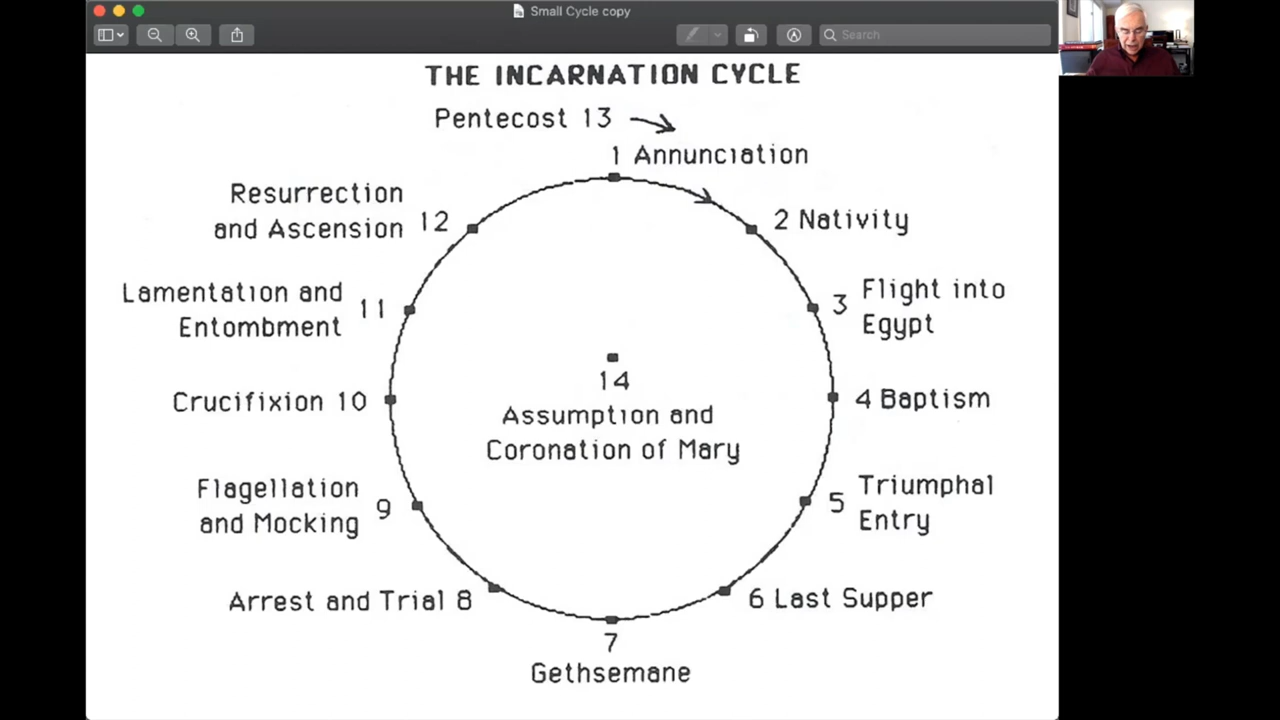 Small Cycle copy
Search
THE INCARNATION CYCLE
Pentecost 13
1 Annunciation
2 Nativity
3 Flight into
Egypt
4 Baptism
5 Triumphal
Entry
6 Last Supper
7
Gethsemane
Arrest and Trial 8
Flagellation
and Mocking 9
Crucifixion 10
Lamentation and
Entombment 11
Resurrection
and Ascension 12
14
Assumption and
Coronation of Mary